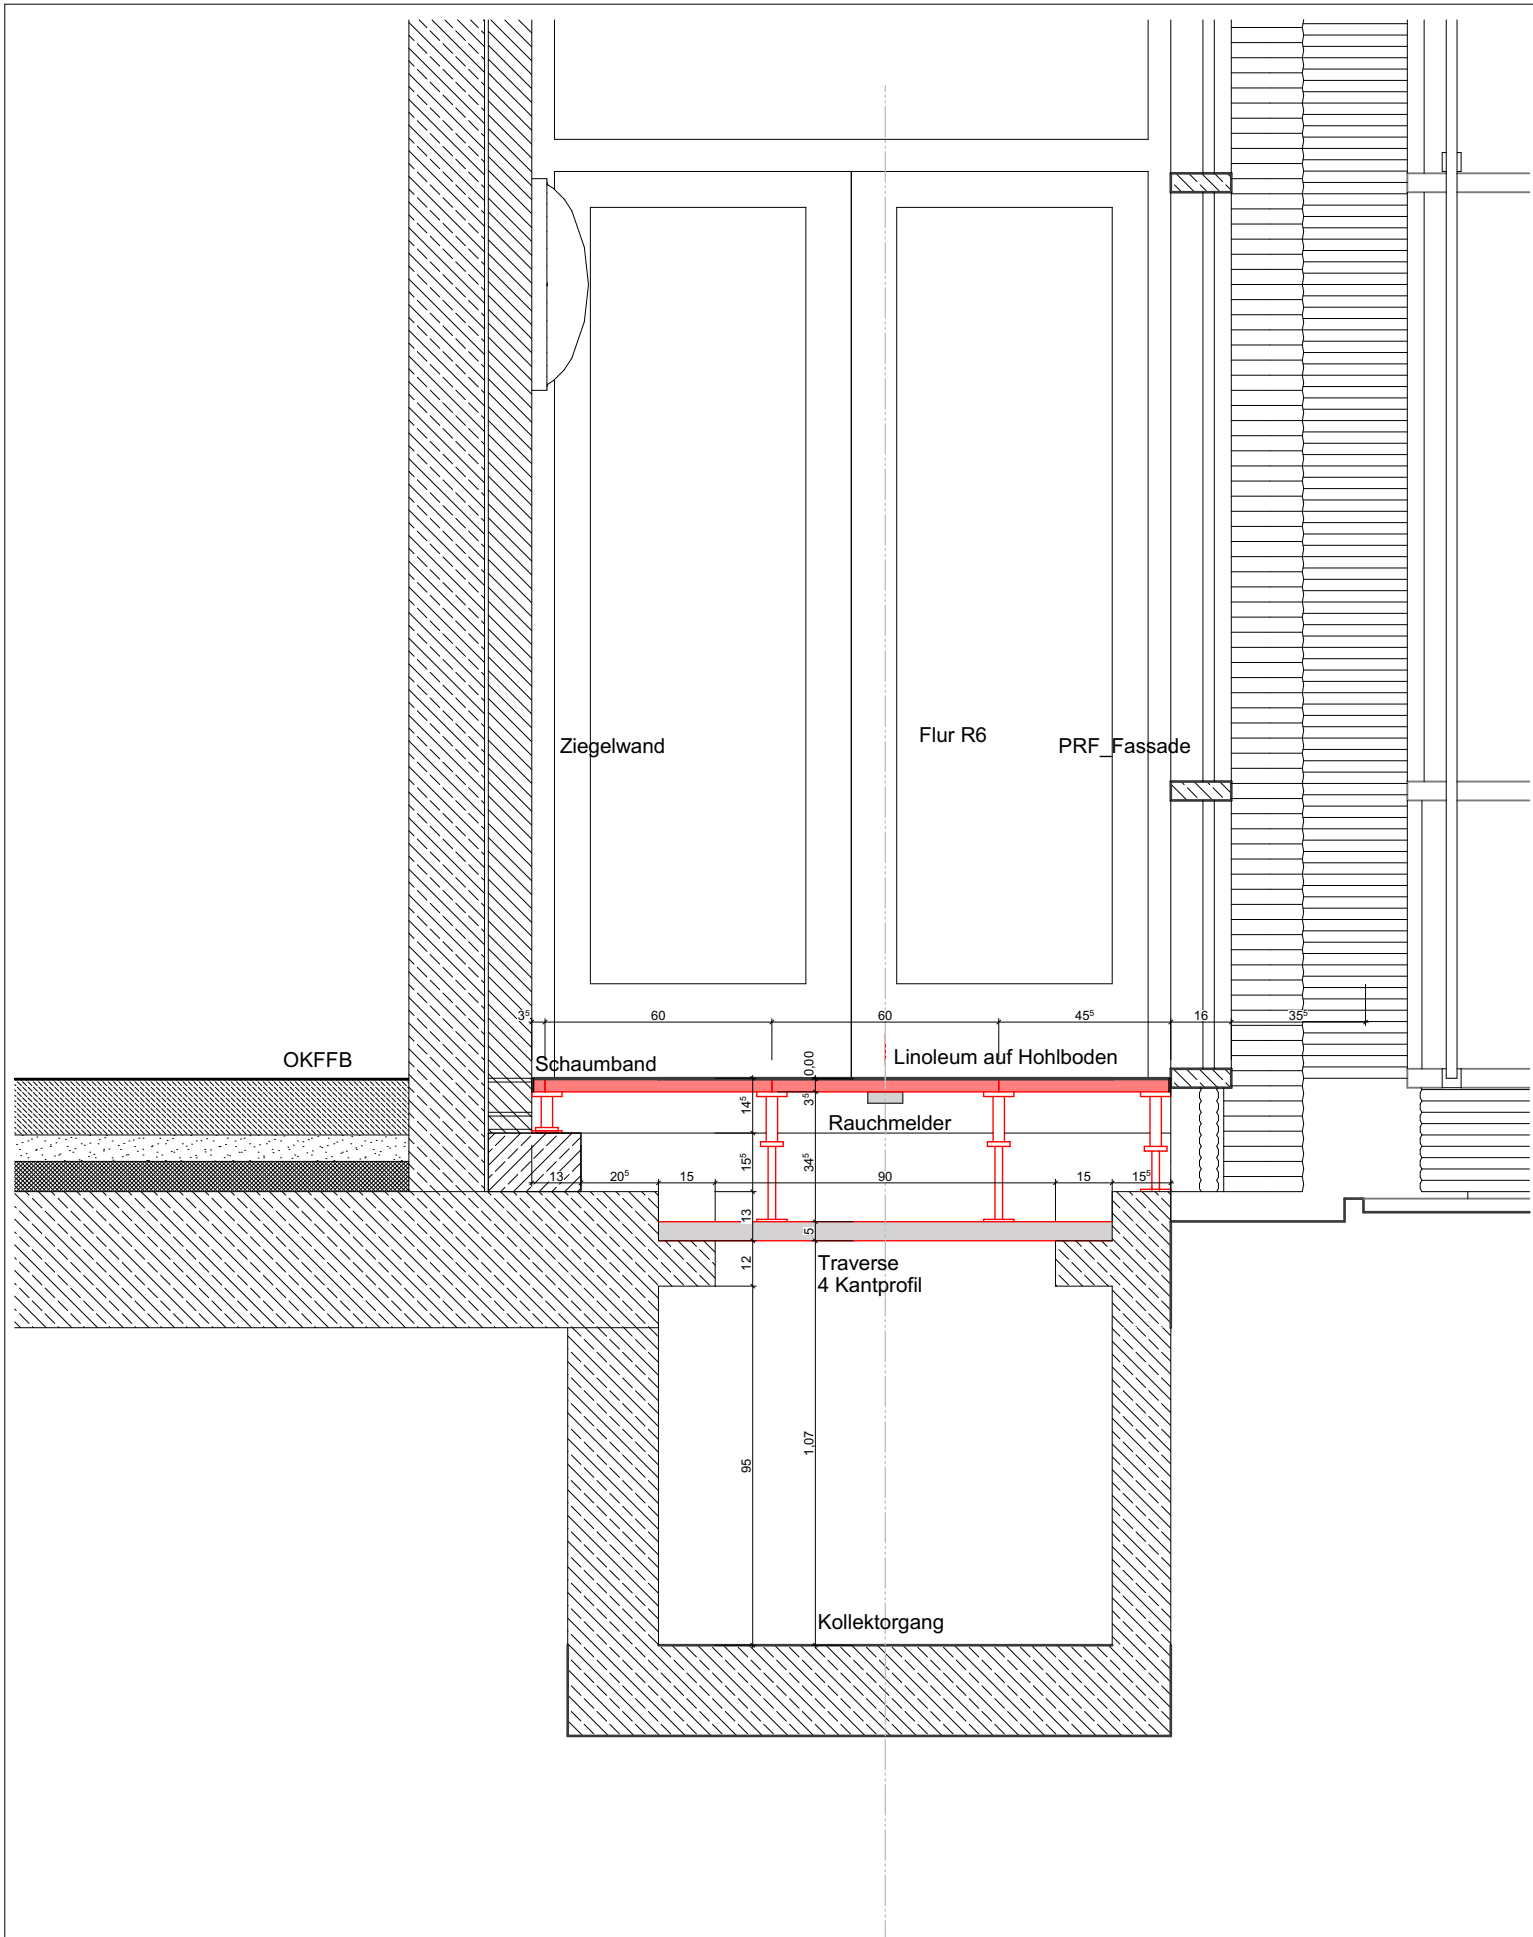 Ziegelwand
Flur R6
PRF_Fassade
3⁵
60
60
45⁵
16
35⁵
OKFFB
Schaumband
0,00
Linoleum auf Hohlboden
14⁵
3⁵
Rauchmelder
15⁵
34⁵
13
20⁵
15
90
15
15⁵
13
5
12
Traverse
4 Kantprofil
95
1,07
Kollektorgang